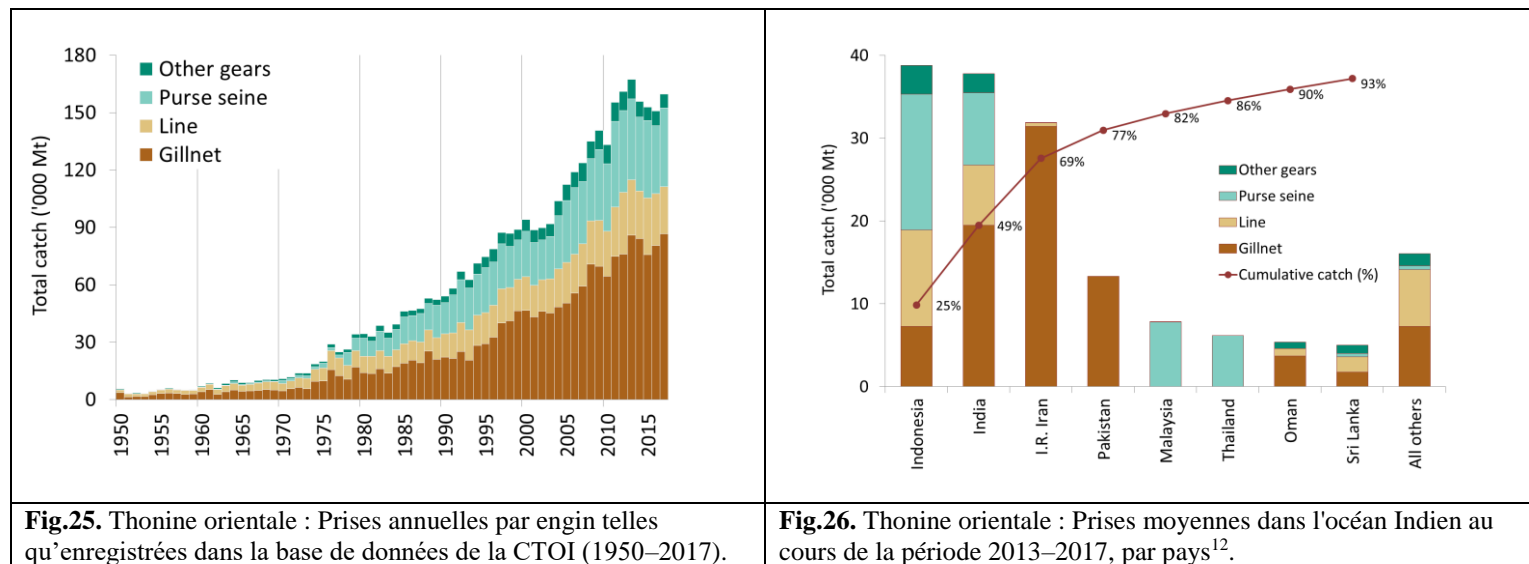 180
150
120
90
60
30
0
Total catch ('000 Mt)
Other gears
Purse seine
Line
Gillnet
1950
1955
1960
1965
1970
1975
1980
1985
1990
1995
2000
2005
2010
2015
Fig.25. Thonine orientale : Prises annuelles par engin telles
qu’enregistrées dans la base de données de la CTOI (1950–2017).
40
30
20
10
0
Total catch ('000 Mt)
25%
49%
69%
77%
82%
86%
90%
93%
Other gears
Purse seine
Line
Gillnet
Cumulative catch (%)
Indonesia
India
I.R. Iran
Pakistan
Malaysia
Thailand
Oman
Sri Lanka
All others
Fig.26. Thonine orientale : Prises moyennes dans l'océan Indien au
cours de la période 2013–2017, par pays¹².